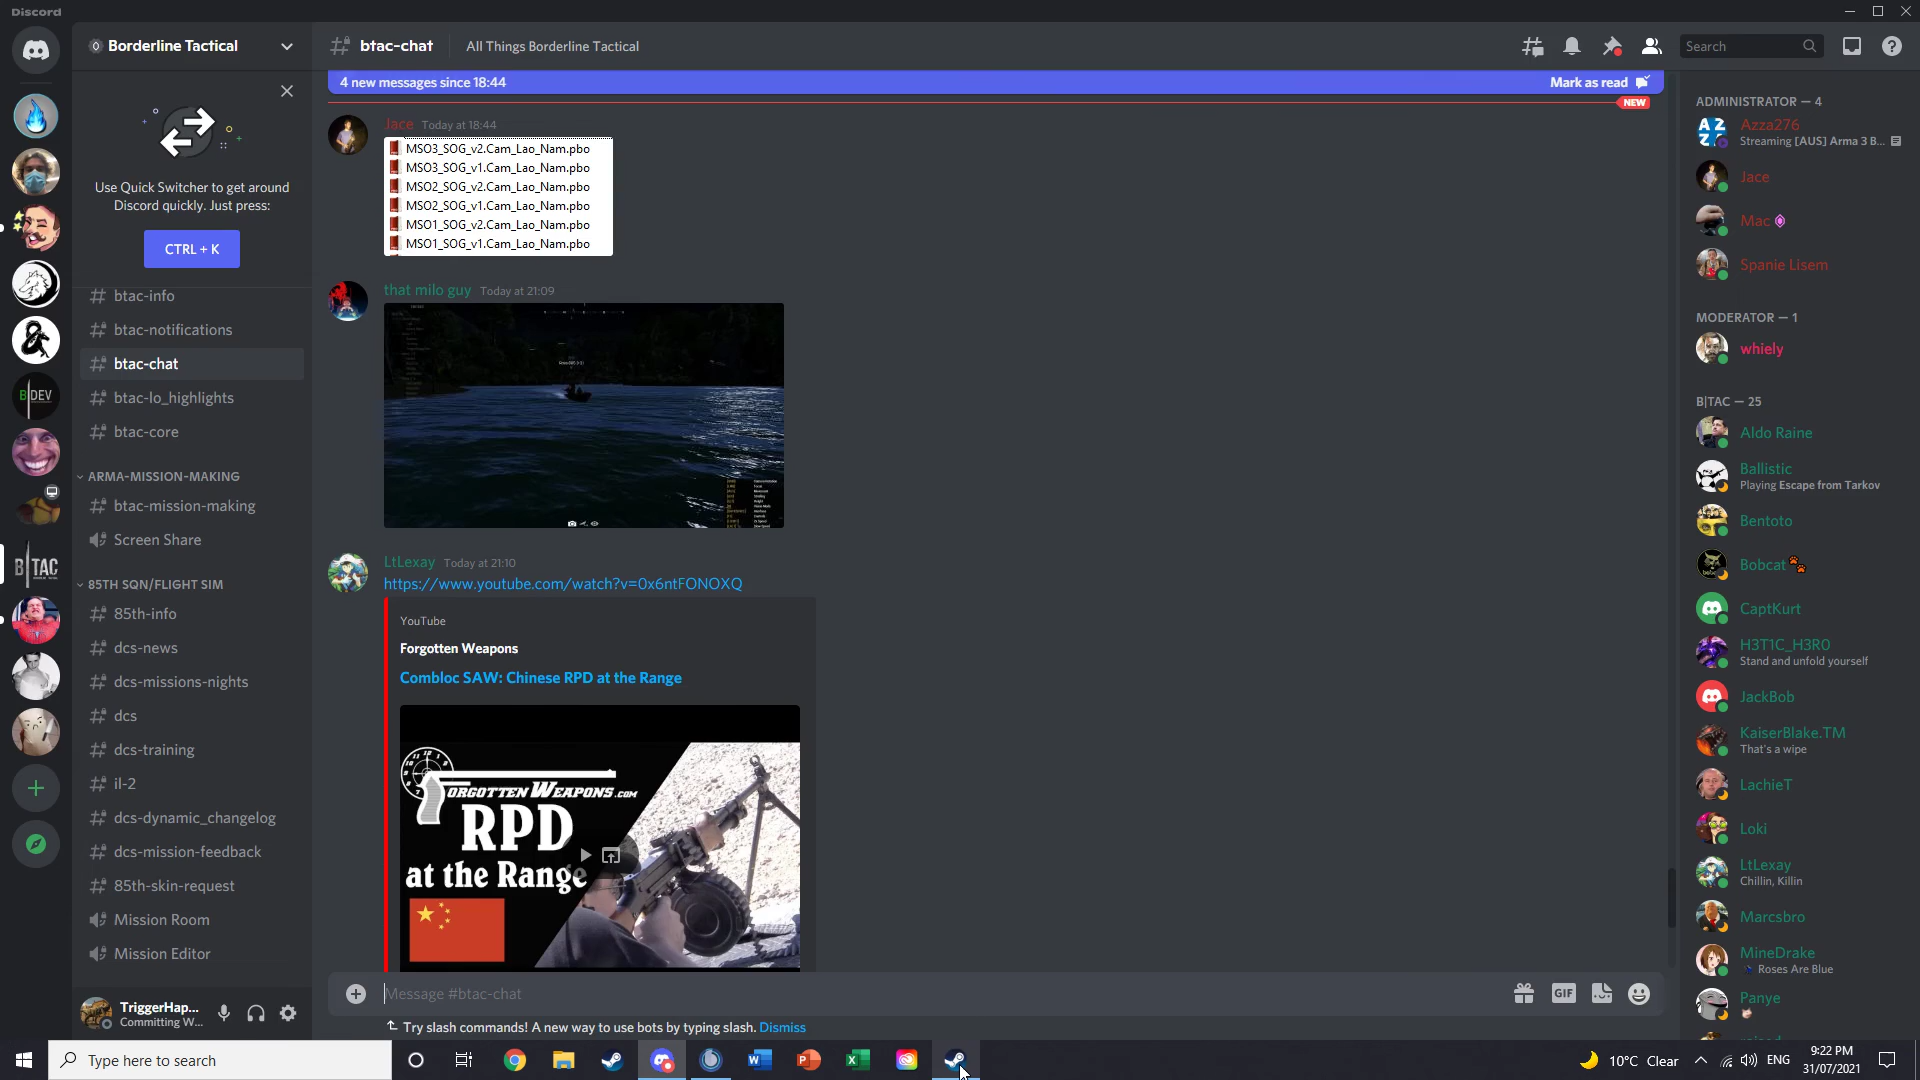 Discord
Borderline Tactical
btac-chat
All Things Borderline Tactical
Search
4 new messages since 18:44
Mark as read
NEW
Use Quick Switcher to get around
Discord quickly. Just press:
CTRL + K
btac-info
btac-notifications
btac-chat
btac-lo_highlights
btac-core
ARMA-MISSION-MAKING
btac-mission-making
Screen Share
85TH SQN/FLIGHT SIM
85th-info
dcs-news
dcs-missions-nights
dcs
dcs-training
il-2
dcs-dynamic_changelog
dcs-mission-feedback
85th-skin-request
Mission Room
Mission Editor
B|DEV
B|TAC
TriggerHap...
Committing W...
Jace Today at 18:44
MSO3_SOG_v2.Cam_Lao_Nam.pbo
MSO3_SOG_v1.Cam_Lao_Nam.pbo
MSO2_SOG_v2.Cam_Lao_Nam.pbo
MSO2_SOG_v1.Cam_Lao_Nam.pbo
MSO1_SOG_v2.Cam_Lao_Nam.pbo
MSO1_SOG_v1.Cam_Lao_Nam.pbo
that milo guy Today at 21:09
LtLexay Today at 21:10
https://www.youtube.com/watch?v=0x6ntFONOXQ
YouTube
Forgotten Weapons
Combloc SAW: Chinese RPD at the Range
FORGOTTEN WEAPONS.COM
RPD
at the Range
Message #btac-chat
GIF
Try slash commands! A new way to use bots by typing slash. Dismiss
ADMINISTRATOR — 4
Azza276
Streaming [AUS] Arma 3 B...
Jace
Mac
Spanie Lisem
MODERATOR — 1
whiely
B|TAC — 25
Aldo Raine
Ballistic
Playing Escape from Tarkov
Bentoto
Bobcat
CaptKurt
H3T1C_H3R0
Stand and unfold yourself
JackBob
KaiserBlake.TM
That's a wipe
LachieT
Loki
LtLexay
Chillin, Killin
Marcsbro
MineDrake
Roses Are Blue
Panye
Type here to search
10°C Clear
ENG
9:22 PM
31/07/2021